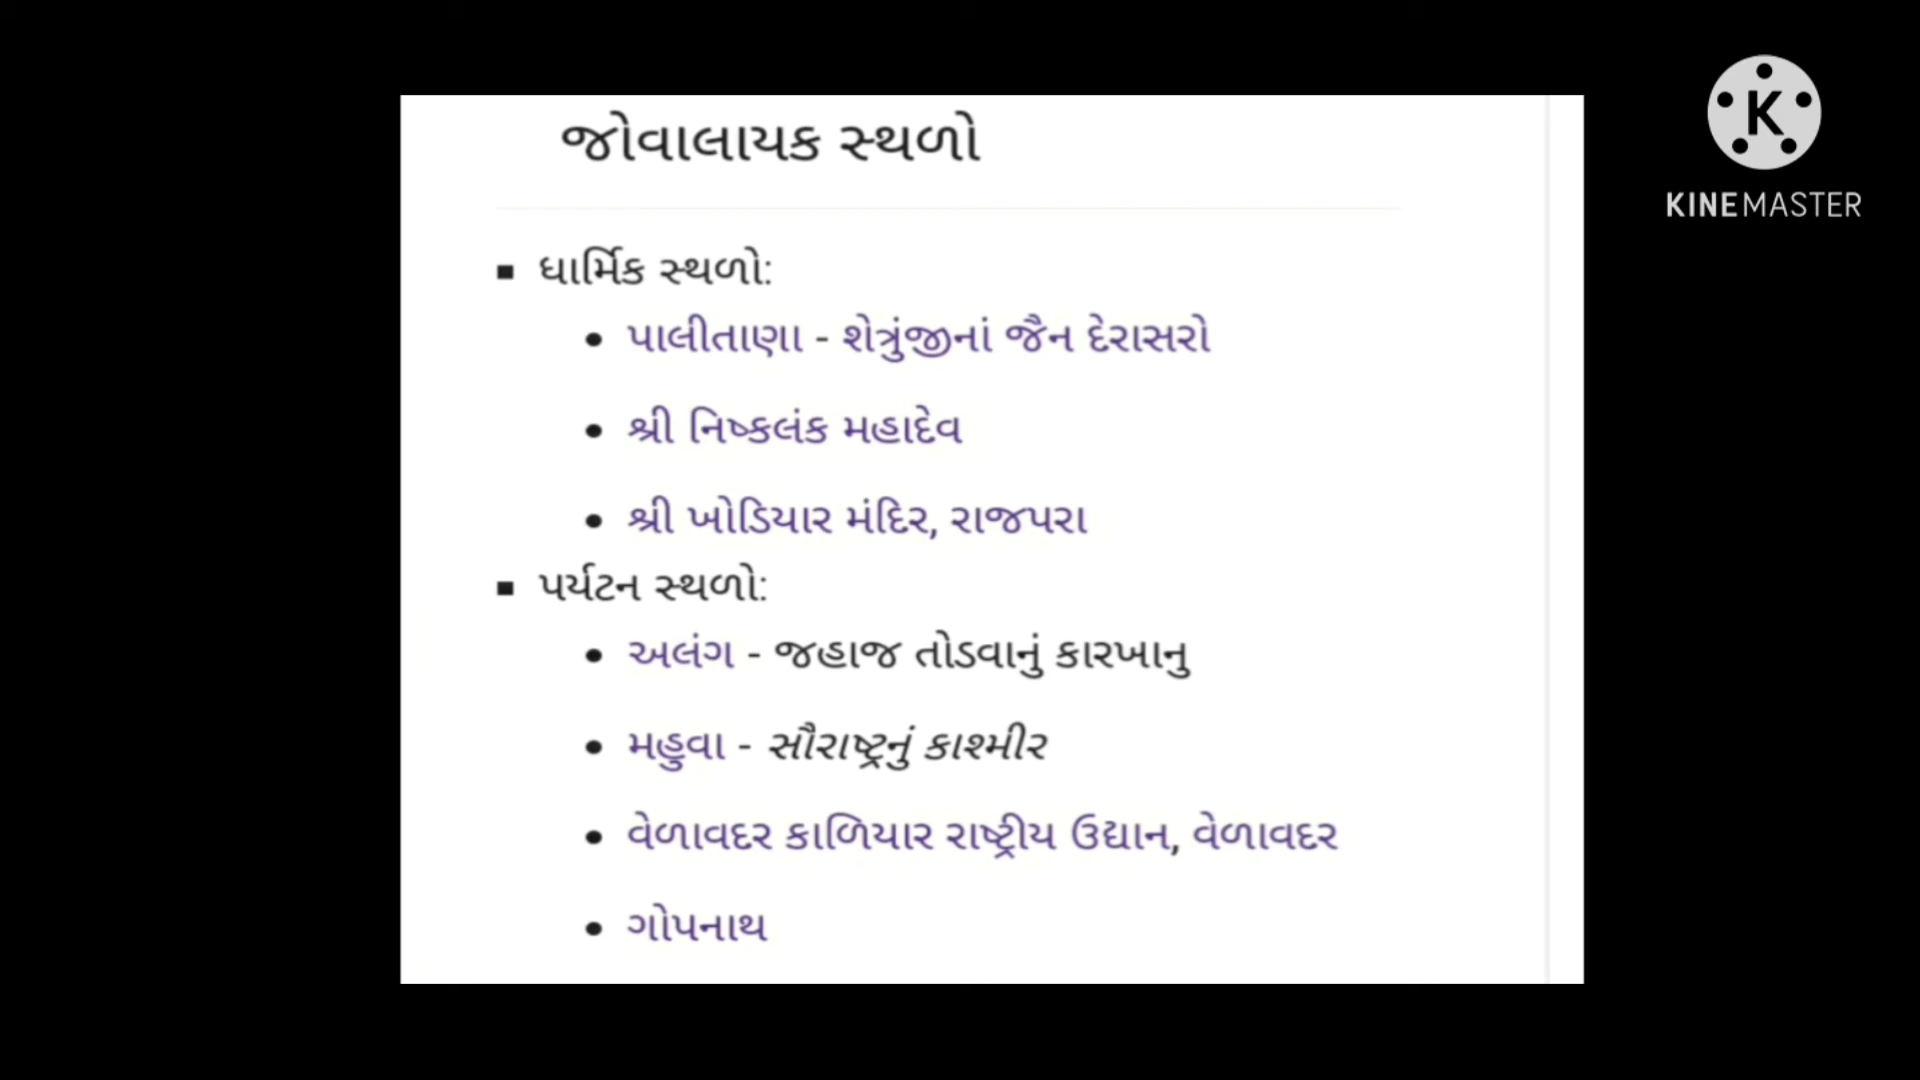 જોવાલાયક સ્થળો
K
KINEMASTER
ધાર્મિક સ્થળો:
પાલીતાણા - શેત્રુંજીનાં જૈન દેરાસરો
શ્રી નિષ્કલંક મહાદેવ
શ્રી ખોડિયાર મંદિર, રાજપરા
પર્યટન સ્થળો:
અલંગ - જહાજ તોડવાનું કારખાનુ
મહુવા - સૌરાષ્ટ્રનું કાશ્મીર
વેળાવદર કાળિયાર રાષ્ટ્રીય ઉદ્યાન, વેળાવદર
ગોપનાથ